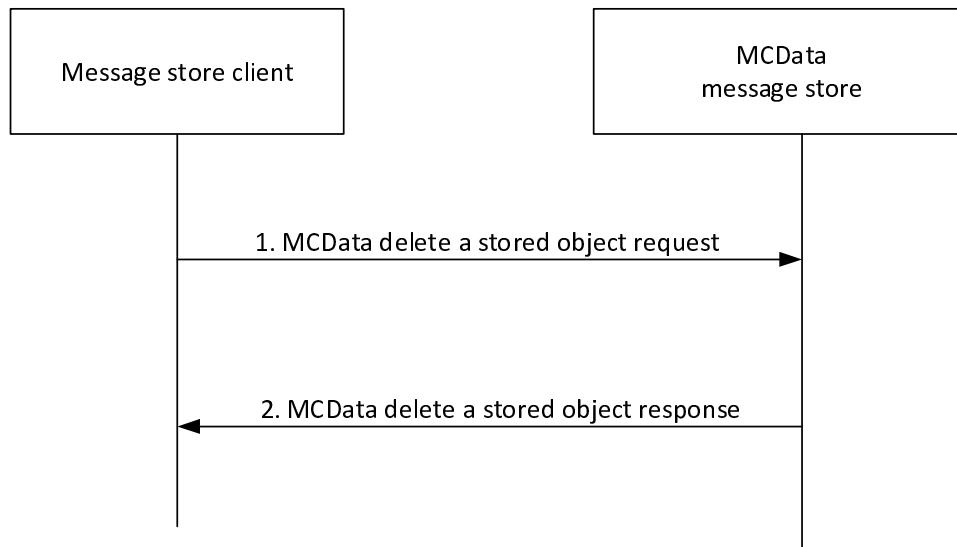 Message store client
MCData
message store
1. MCData delete a stored object request
2. MCData delete a stored object response